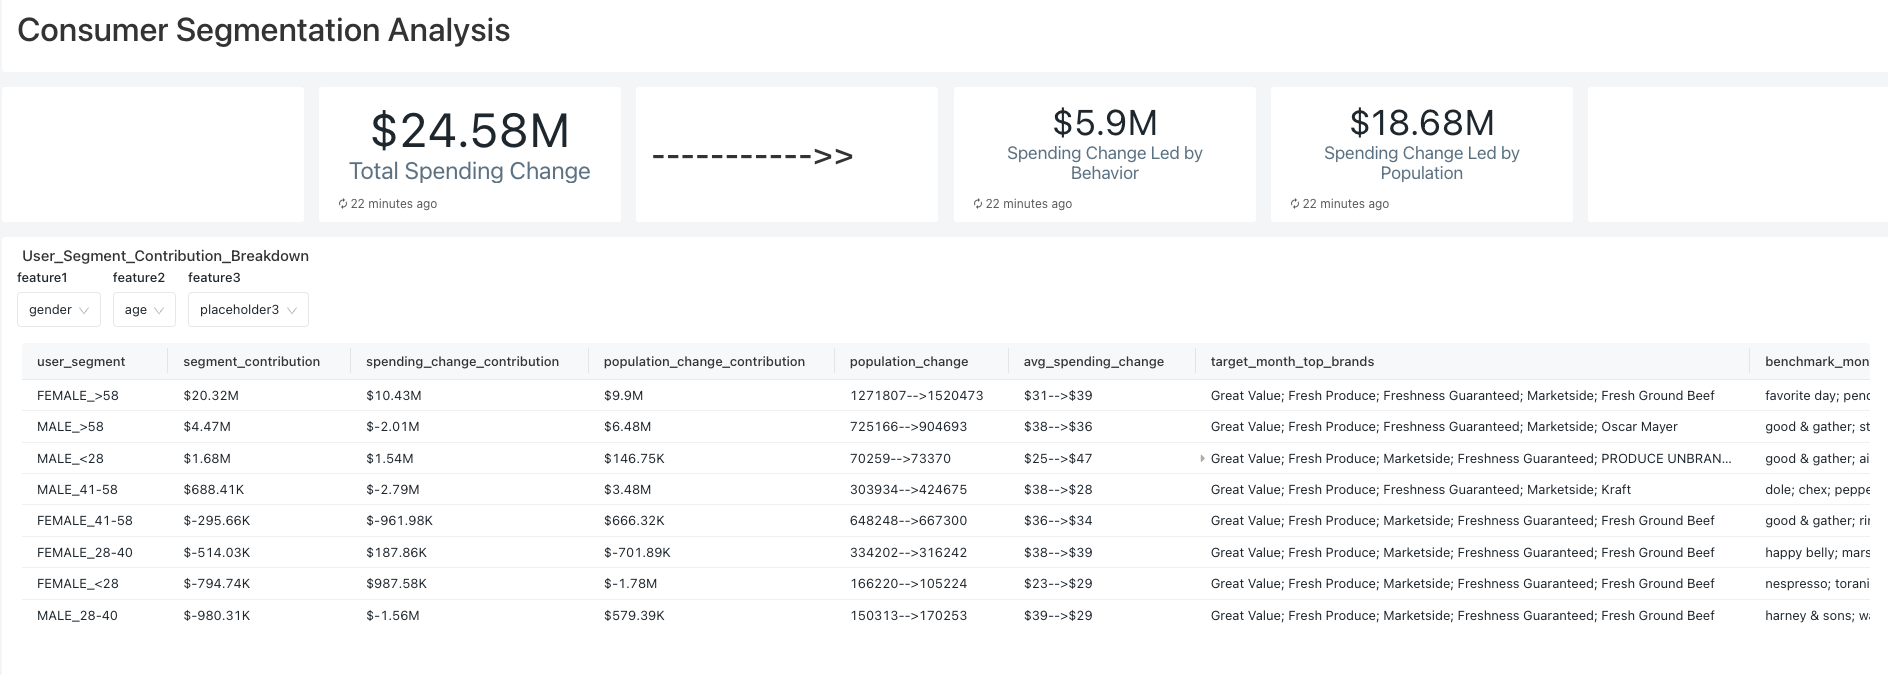 Consumer Segmentation Analysis
$24.58M
Total Spending Change
22 minutes ago
----------->>
$5.9M
Spending Change Led by
Behavior
22 minutes ago
$18.68M
Spending Change Led by
Population
22 minutes ago
User_Segment_Contribution_Breakdown
feature1 feature2 feature3
gender age placeholder3
user_segment segment_contribution spending_change_contribution population_change_contribution population_change avg_spending_change target_month_top_brands benchmark_mon
FEMALE_>58 $20.32M $10.43M $9.9M 1271807-->1520473 $31-->$39 Great Value; Fresh Produce; Freshness Guaranteed; Marketside; Fresh Ground Beef favorite day; penc
MALE_>58 $4.47M $-2.01M $6.48M 725166-->904693 $38-->$36 Great Value; Fresh Produce; Freshness Guaranteed; Marketside; Oscar Mayer good & gather; st
MALE_<28 $1.68M $1.54M $146.75K 70259-->73370 $25-->$47 Great Value; Fresh Produce; Marketside; Freshness Guaranteed; PRODUCE UNBRAN... good & gather; ai
MALE_41-58 $688.41K $-2.79M $3.48M 303934-->424675 $38-->$28 Great Value; Fresh Produce; Freshness Guaranteed; Marketside; Kraft dole; chex; peppe
FEMALE_41-58 $-295.66K $-961.98K $666.32K 648248-->667300 $36-->$34 Great Value; Fresh Produce; Marketside; Freshness Guaranteed; Fresh Ground Beef good & gather; rin
FEMALE_28-40 $-514.03K $187.86K $-701.89K 334202-->316242 $38-->$39 Great Value; Fresh Produce; Marketside; Freshness Guaranteed; Fresh Ground Beef happy belly; mars
FEMALE_<28 $-794.74K $987.58K $-1.78M 166220-->105224 $23-->$29 Great Value; Fresh Produce; Marketside; Freshness Guaranteed; Fresh Ground Beef nespresso; torani
MALE_28-40 $-980.31K $-1.56M $579.39K 150313-->170253 $39-->$29 Great Value; Fresh Produce; Marketside; Freshness Guaranteed; Fresh Ground Beef harney & sons; wa